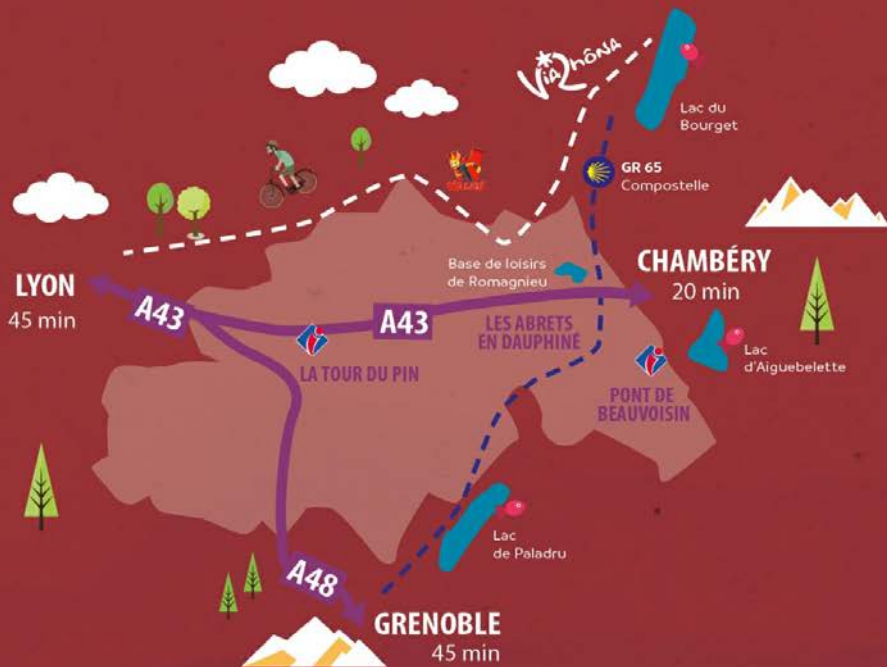 ViaRhôna
Lac du
Bourget
GR 65
Compostelle
Base de loisirs
de Romagnieu
CHAMBÉRY
20 min
LYON
45 min
A43
A43
LES ABRETS
EN DAUPHINÉ
LA TOUR DU PIN
Lac
d'Aiguebelette
PONT DE
BEAUVOISIN
Lac
de Paladru
A48
GRENOBLE
45 min